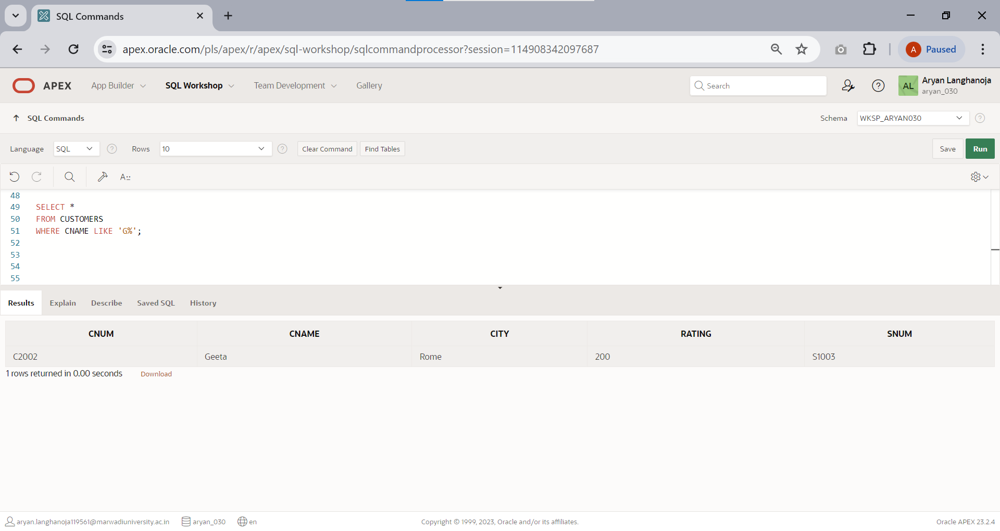 SQL Commands
apex.oracle.com/pls/apex/r/apex/sql-workshop/sqlcommandprocessor?session=114908342097687
A Paused
APEX App Builder SQL Workshop Team Development Gallery Search ? AL Aryan Langhanoja
aryan_030
SQL Commands Schema WKSP_ARYAN030 ?
Language SQL ? Rows 10 ? Clear Command Find Tables Save Run
A::
48
49 SELECT *
50 FROM CUSTOMERS
51 WHERE CNAME LIKE 'G%';
52
53
54
55
Results Explain Describe Saved SQL History
CNUM CNAME CITY RATING SNUM
C2002 Geeta Rome 200 S1003
1 rows returned in 0.00 seconds Download
aryan.langhanoja119561@marwadiuniversity.ac.in aryan_030 en Copyright © 1999, 2023, Oracle and/or its affiliates. Oracle APEX 23.2.4